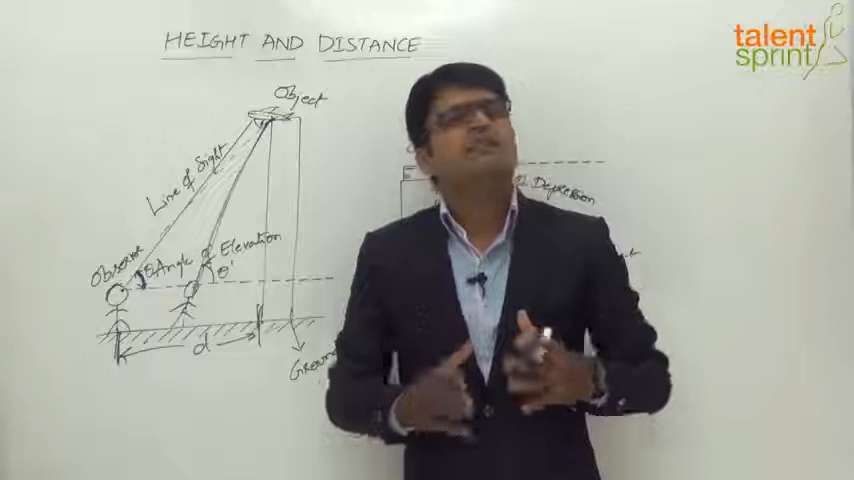 HEIGHT AND DISTANCE
talent
sprint
Object
Line of Sight
Observer
θ Angle of Elevation
θ'
Depression
d
Ground